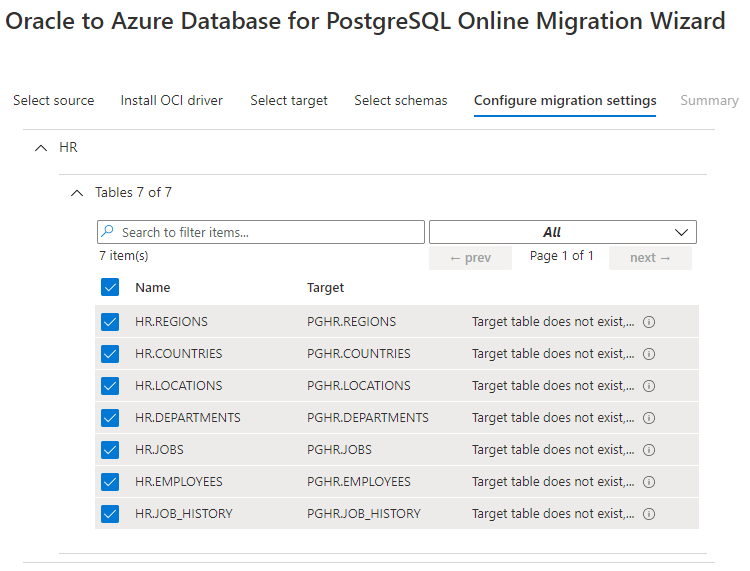 Oracle to Azure Database for PostgreSQL Online Migration Wizard
Select source Install OCI driver Select target Select schemas Configure migration settings Summary
HR
Tables 7 of 7
Search to filter items... All
7 item(s) ← prev Page 1 of 1 next →
Name Target
HR.REGIONS PGHR.REGIONS Target table does not exist,...
HR.COUNTRIES PGHR.COUNTRIES Target table does not exist,...
HR.LOCATIONS PGHR.LOCATIONS Target table does not exist,...
HR.DEPARTMENTS PGHR.DEPARTMENTS Target table does not exist,...
HR.JOBS PGHR.JOBS Target table does not exist,...
HR.EMPLOYEES PGHR.EMPLOYEES Target table does not exist,...
HR.JOB_HISTORY PGHR.JOB_HISTORY Target table does not exist,...